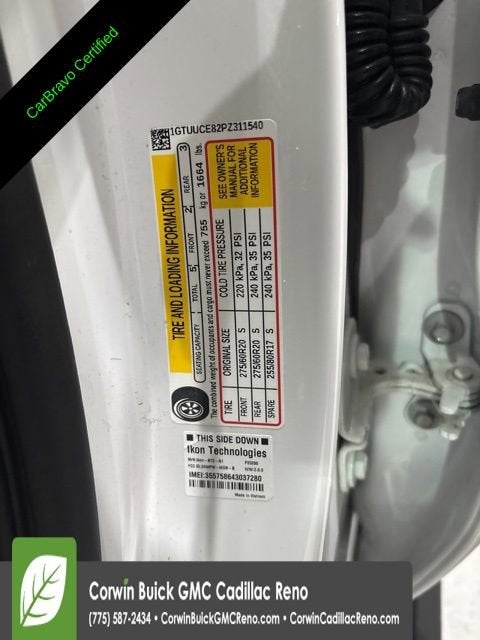 CarBravo Certified
1GTUUCE82PZ311540
TIRE AND LOADING INFORMATION
SEATING CAPACITY | TOTAL 5 | FRONT 2 | REAR 3
The combined weight of occupants and cargo must never exceed 755 kg or 1664 lbs.
TIRE ORIGINAL SIZE COLD TIRE PRESSURE
FRONT 275/60R20 S 220 kPa, 32 PSI
REAR 275/60R20 S 240 kPa, 35 PSI
SPARE 255/80R17 S 240 kPa, 35 PSI
SEE OWNER'S
MANUAL FOR
ADDITIONAL
INFORMATION
THIS SIDE DOWN
Ikon Technologies
IMEI:355758643037280
Made in Vietnam
Corwin Buick GMC Cadillac Reno
(775) 587-2434 • CorwinBuickGMCReno.com • CorwinCadillacReno.com